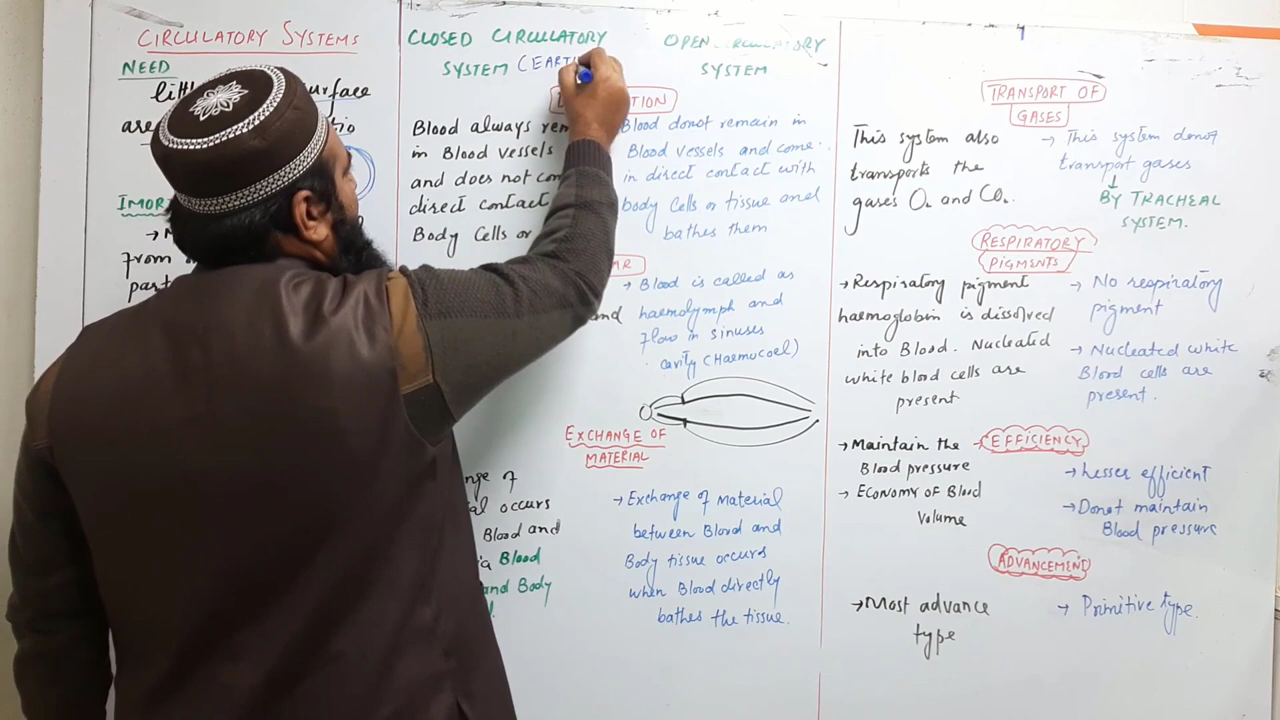 CIRCULATORY SYSTEMS
NEED
surface
are
→
from
part
CLOSED CIRCULATORY
SYSTEM (EART
OPEN
SYSTEM
TION
Blood always
in Blood vessels
and does not
direct contact
Body Cells or
Blood donot remain in
Blood vessels and come
in direct contact with
body cells or tissue and
bathes them
AR
and
→ Blood is called as
haemolymph and
flow in sinuses
cavity (Haemocoel)
EXCHANGE OF
MATERIAL
of
occurs
Blood and
Blood
and Body
→ Exchange of Material
between Blood and
Body tissue occurs
when Blood directly
bathes the tissue.
4
TRANSPORT OF
GASES
This system also
transports the
gases O₂ and CO₂.
→ This system donot
transport gases
↓
BY TRACHEAL
SYSTEM.
RESPIRATORY
PIGMENTS
→ Respiratory pigment
haemoglobin is dissolved
into Blood. Nucleated
white blood cells are
present
→ No respiratory
pigment
→ Nucleated white
Blood cells are
present.
EFFICIENCY
→ Maintain the
Blood pressure
→ ECONOMY OF Blood
Volume
→ Lesser efficient
→ Donot maintain
Blood pressure
ADVANCEMENT
→ Most advance
type
→ Primitive type.